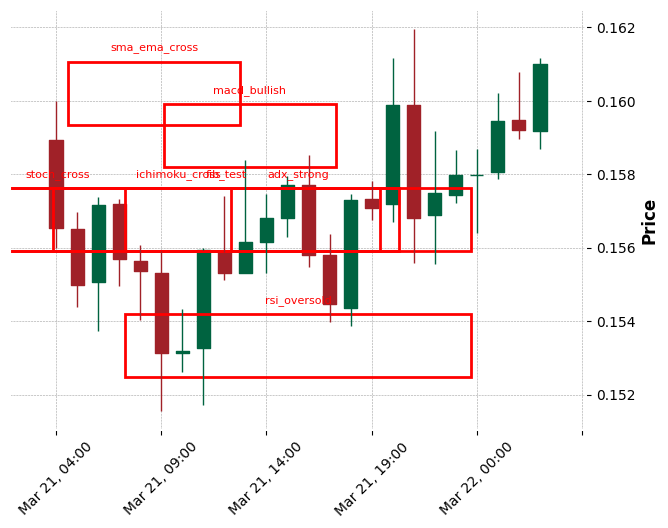 0.162
sma_ema_cross
macd_bullish
0.160
stoch_cross
ichimoku_cross
fib_test
adx_strong
0.158
Price
0.156
rsi_oversold
0.154
0.152
Mar 21, 04:00
Mar 21, 09:00
Mar 21, 14:00
Mar 21, 19:00
Mar 22, 00:00